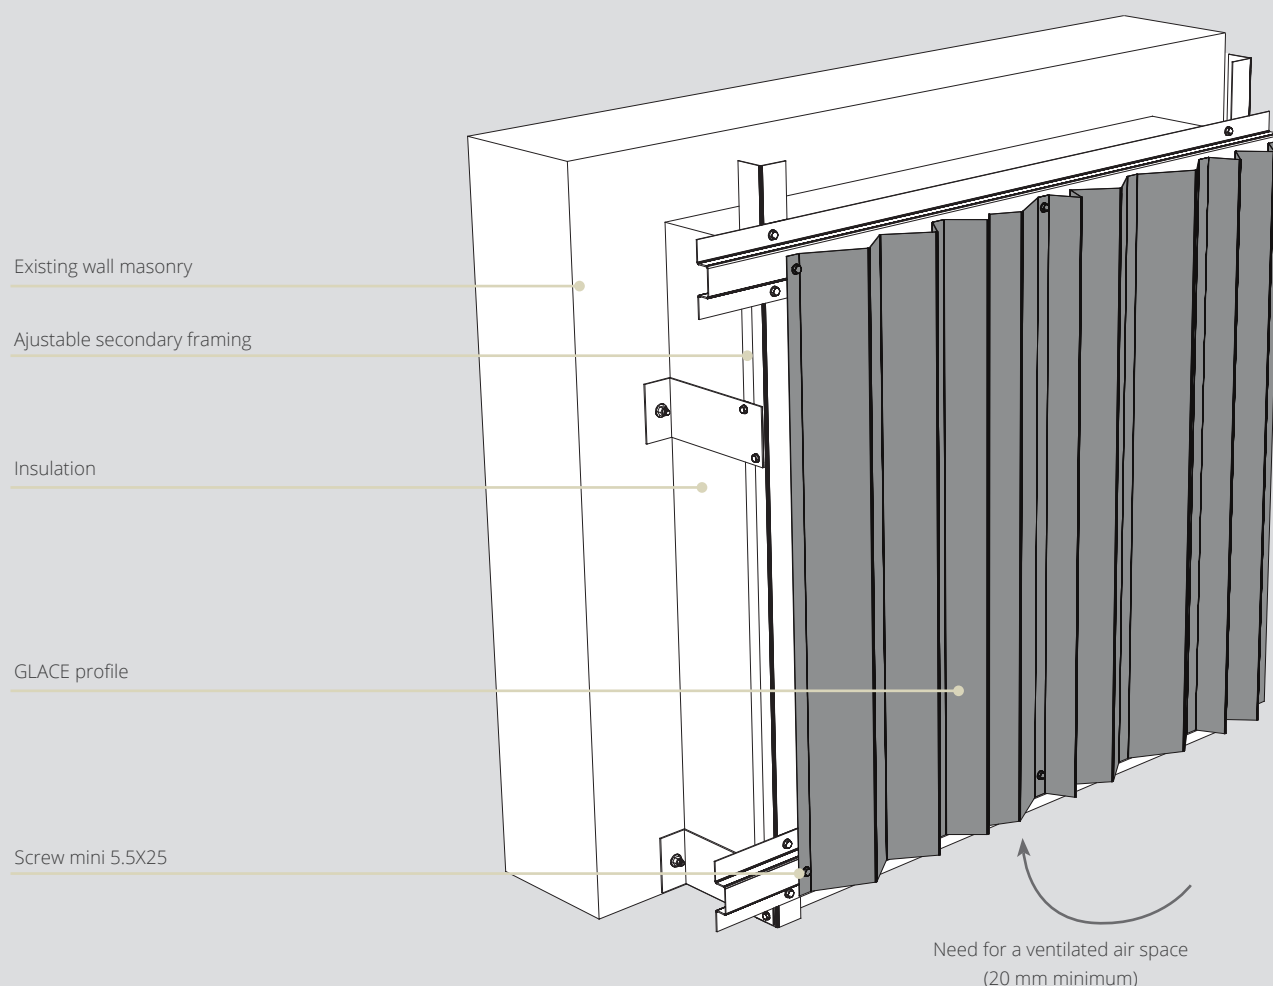 Existing wall masonry
Ajustable secondary framing
Insulation
GLACE profile
Screw mini 5.5X25
Need for a ventilated air space
(20 mm minimum)